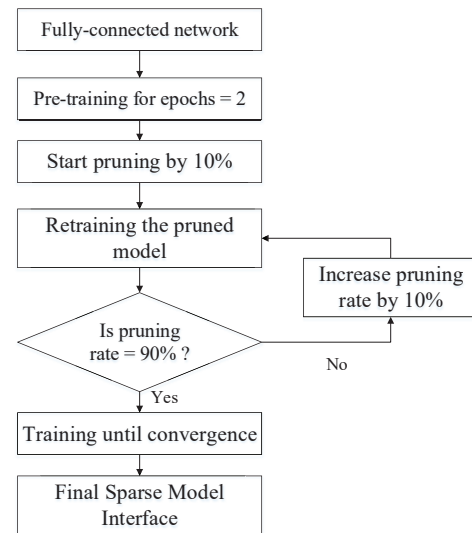 Fully-connected network
Pre-training for epochs = 2
Start pruning by 10%
Retraining the pruned
model
Increase pruning
rate by 10%
Is pruning
rate = 90% ?
No
Yes
Training until convergence
Final Sparse Model
Interface